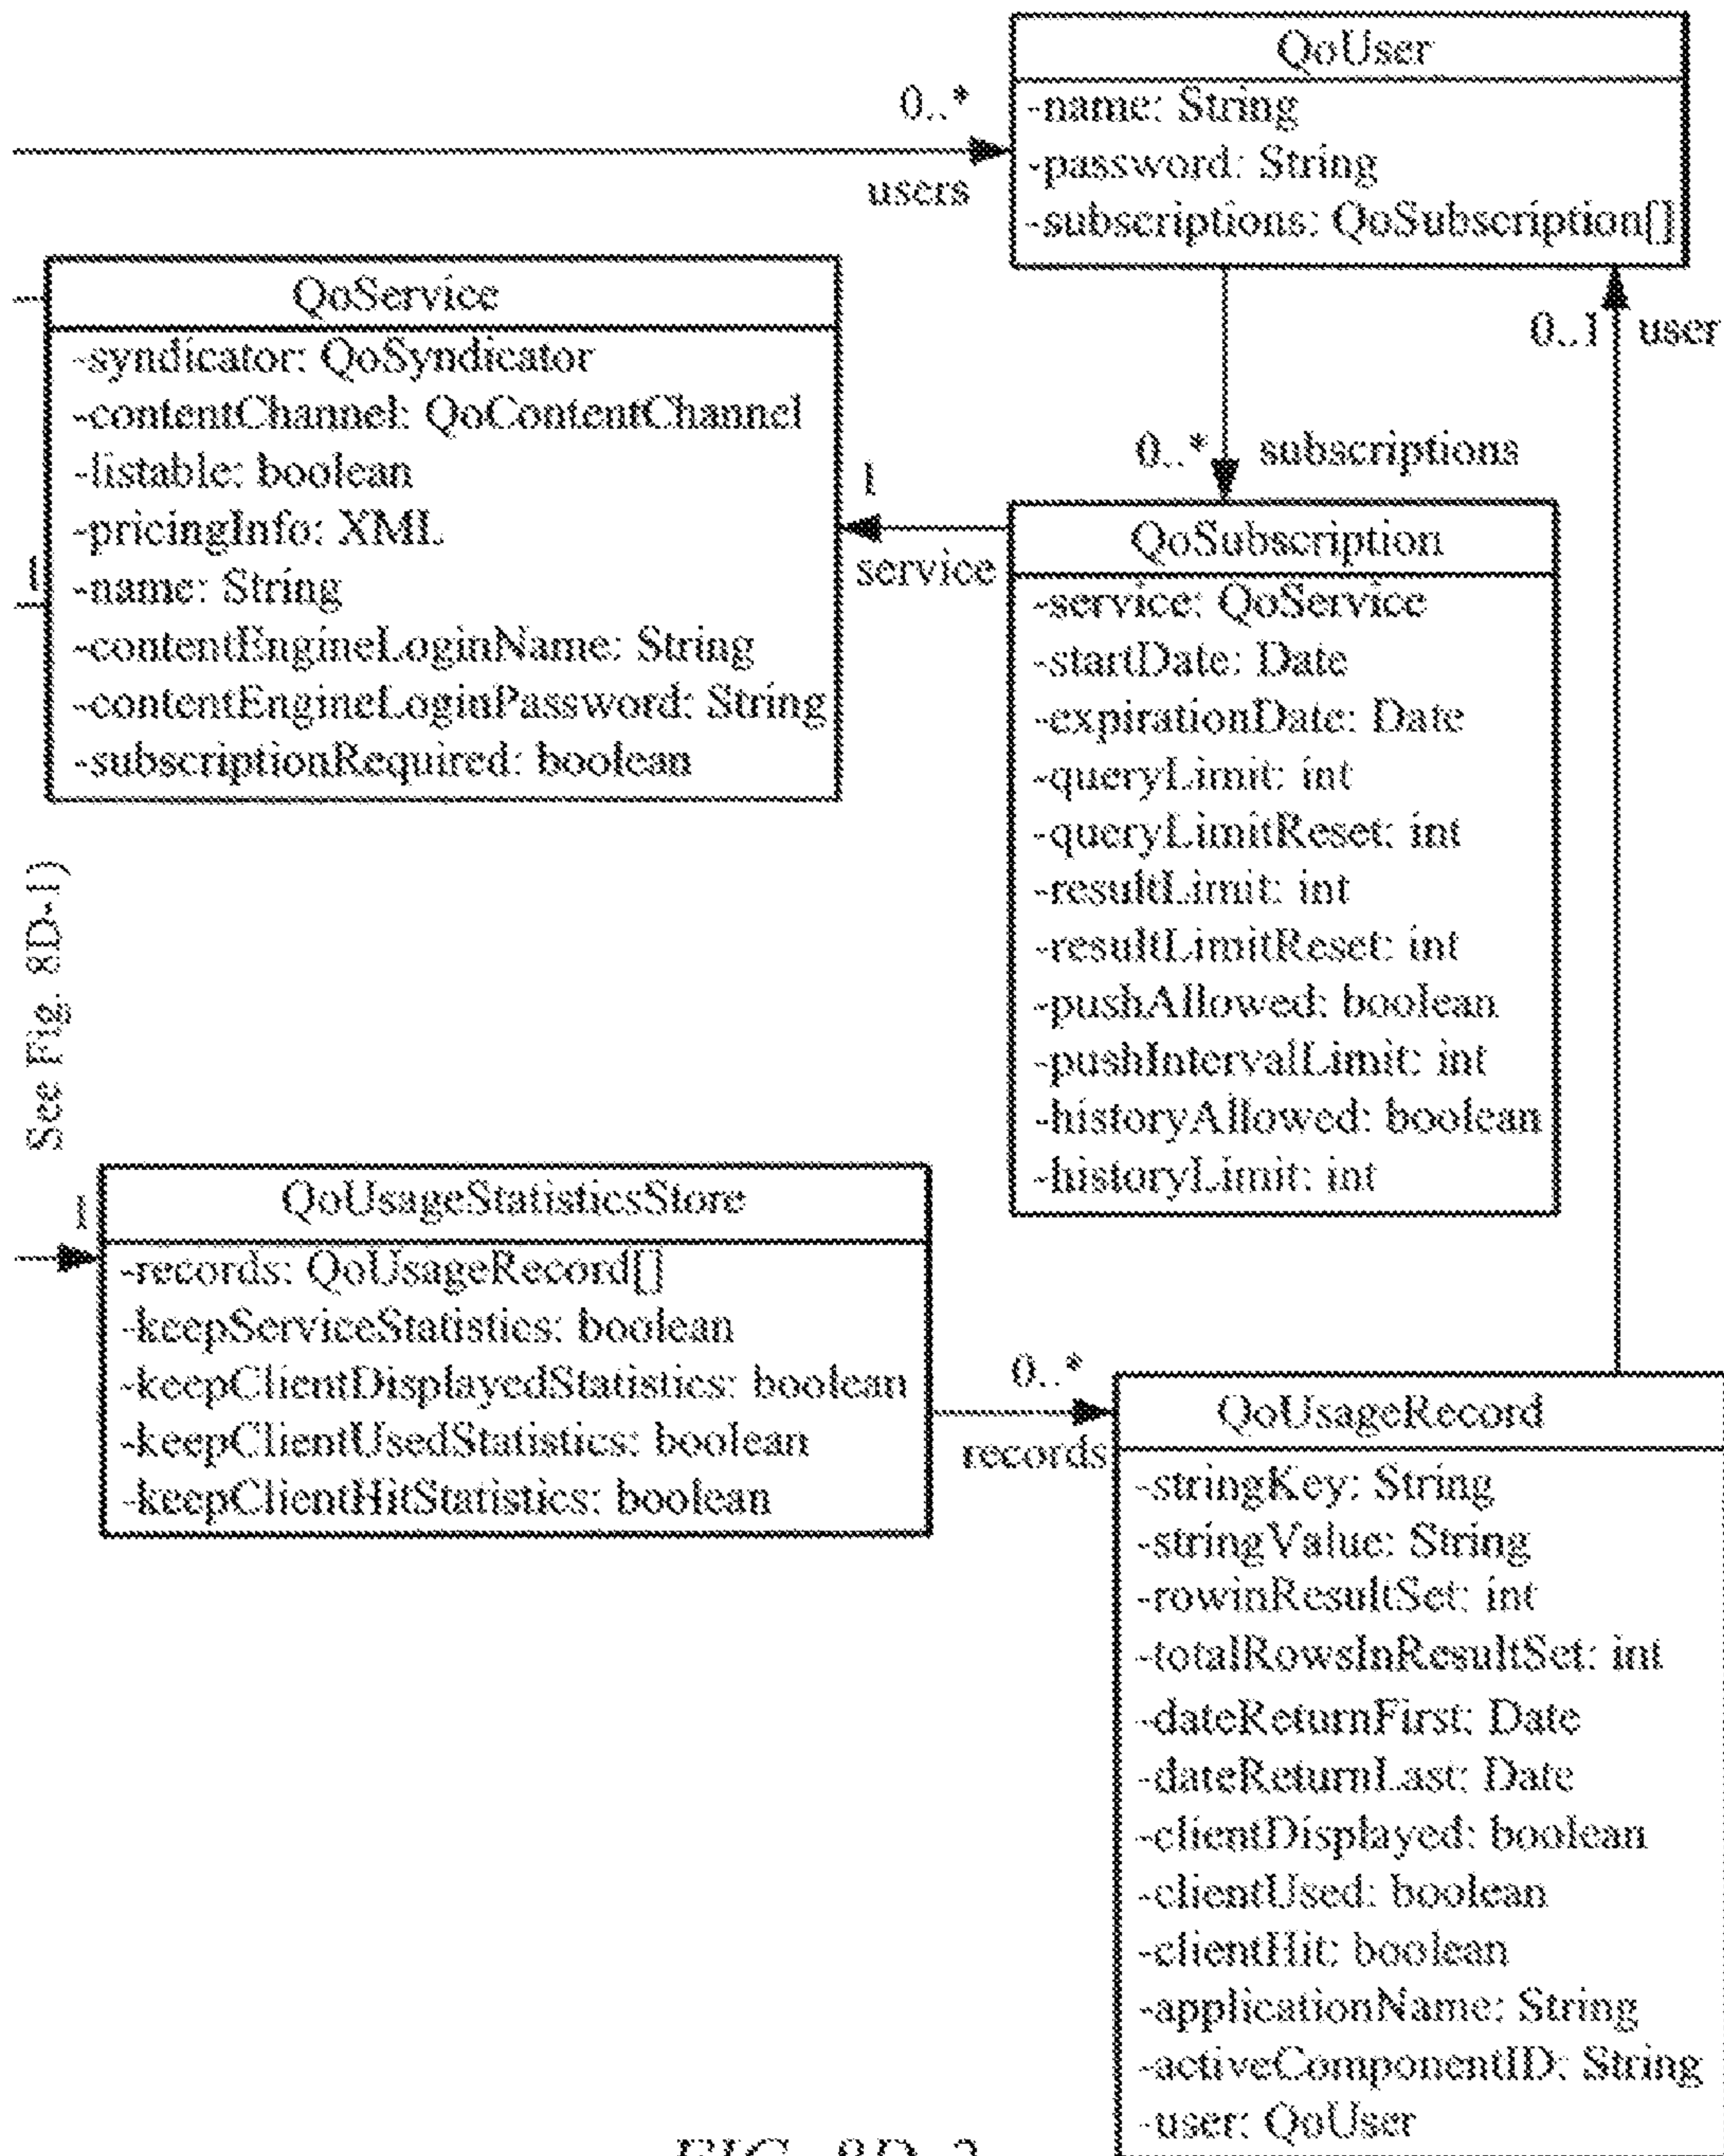 QoUser
-name: String
-password: String
-subscriptions: QoSubscription[]
0..*
users
QoService
-syndicator: QoSyndicator
-contentChannel: QoContentChannel
-listable: boolean
-pricingInfo: XML
-name: String
-contentEngineLoginName: String
-contentEngineLoginPassword: String
-subscriptionRequired: boolean
1
0..1 user
0..* subscriptions
1
service
QoSubscription
-service: QoService
-startDate: Date
-expirationDate: Date
-queryLimit: int
-queryLimitReset: int
-resultLimit: int
-resultLimitReset: int
-pushAllowed: boolean
-pushIntervalLimit: int
-historyAllowed: boolean
-historyLimit: int
See Fig. 8D-1)
1
QoUsageStatisticsStore
-records: QoUsageRecord[]
-keepServiceStatistics: boolean
-keepClientDisplayedStatistics: boolean
-keepClientUsedStatistics: boolean
-keepClientHitStatistics: boolean
0..*
records
QoUsageRecord
-stringKey: String
-stringValue: String
-rowinResultSet: int
-totalRowsInResultSet: int
-dateReturnFirst: Date
-dateReturnLast: Date
-clientDisplayed: boolean
-clientUsed: boolean
-clientHit: boolean
-applicationName: String
-activeComponentID: String
-user: QoUser
FIG. 8D-2